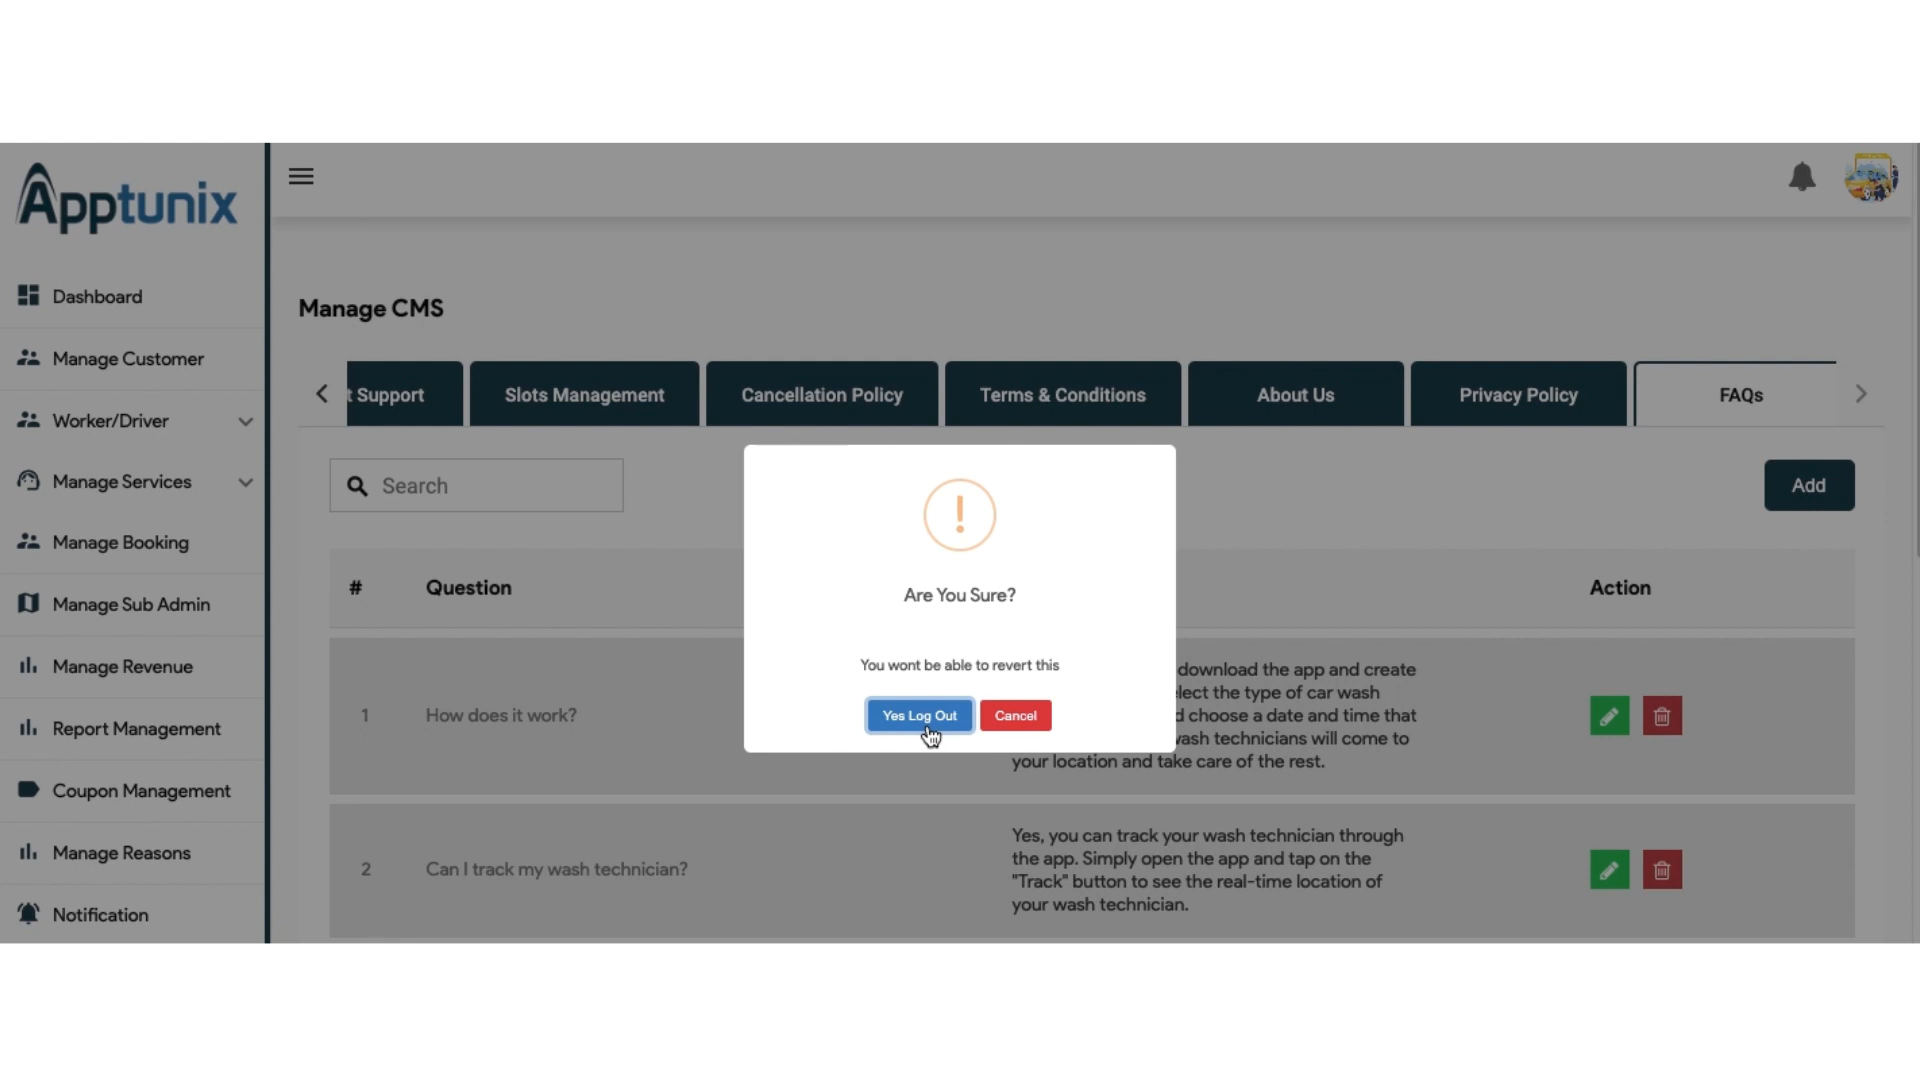 Apptunix
Dashboard
Manage Customer
Worker/Driver
Manage Services
Manage Booking
Manage Sub Admin
Manage Revenue
Report Management
Coupon Management
Manage Reasons
Notification
Manage CMS
t Support
Slots Management
Cancellation Policy
Terms & Conditions
About Us
Privacy Policy
FAQs
Search
Add
# Question Action
1 How does it work?
download the app and create
lect the type of car wash
d choose a date and time that
wash technicians will come to
your location and take care of the rest.
2 Can I track my wash technician?
Yes, you can track your wash technician through
the app. Simply open the app and tap on the
"Track" button to see the real-time location of
your wash technician.
!
Are You Sure?
You wont be able to revert this
Yes Log Out
Cancel